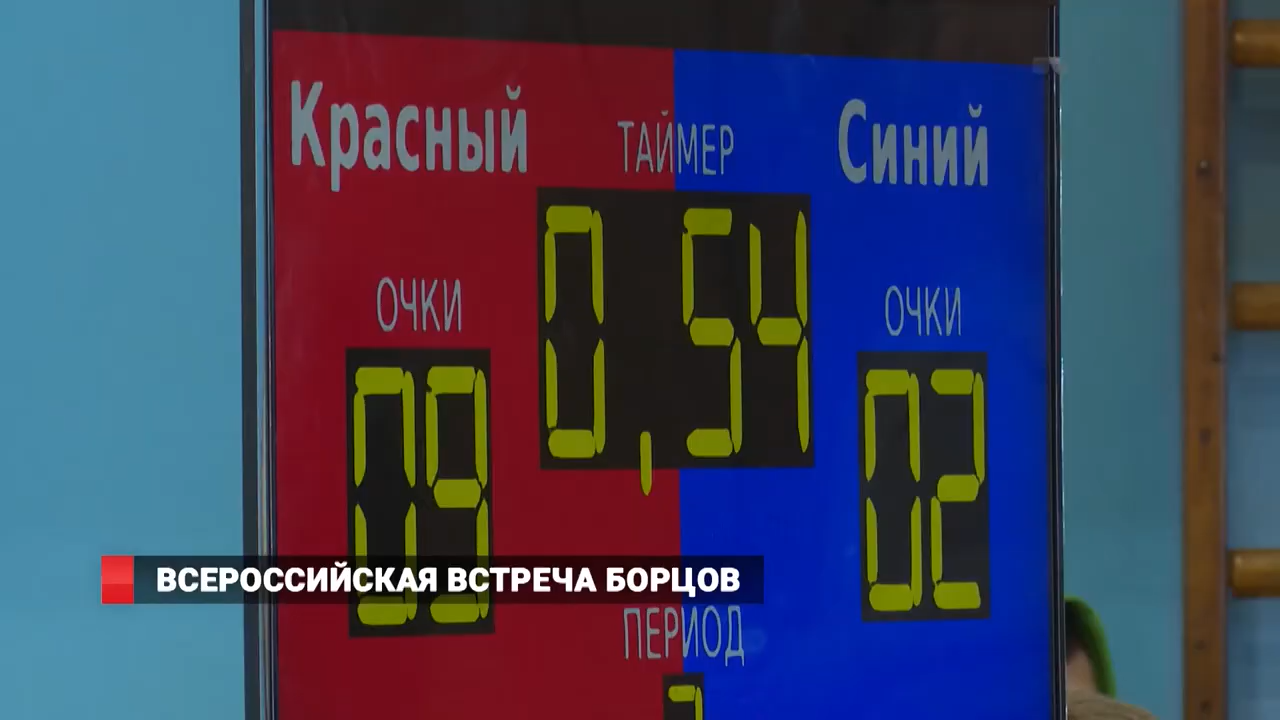 Красный
ТАЙМЕР
Синий
0,54
ОЧКИ
ОЧКИ
09
02
ВСЕРОССИЙСКАЯ ВСТРЕЧА БОРЦОВ
ПЕРИОД